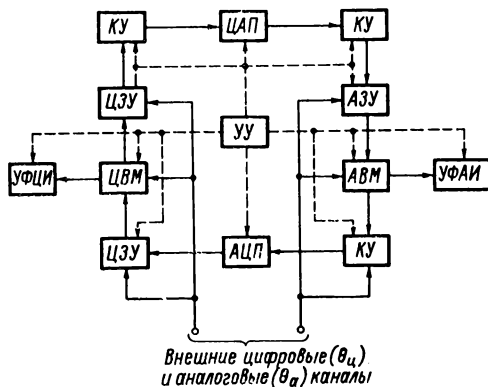 КУ ЦАП КУ
ЦЗУ АЗУ
УУ
УФЦИ ЦВМ АВМ УФАИ
ЦЗУ АЦП КУ
Внешние цифровые (θц)
и аналоговые (θа) каналы